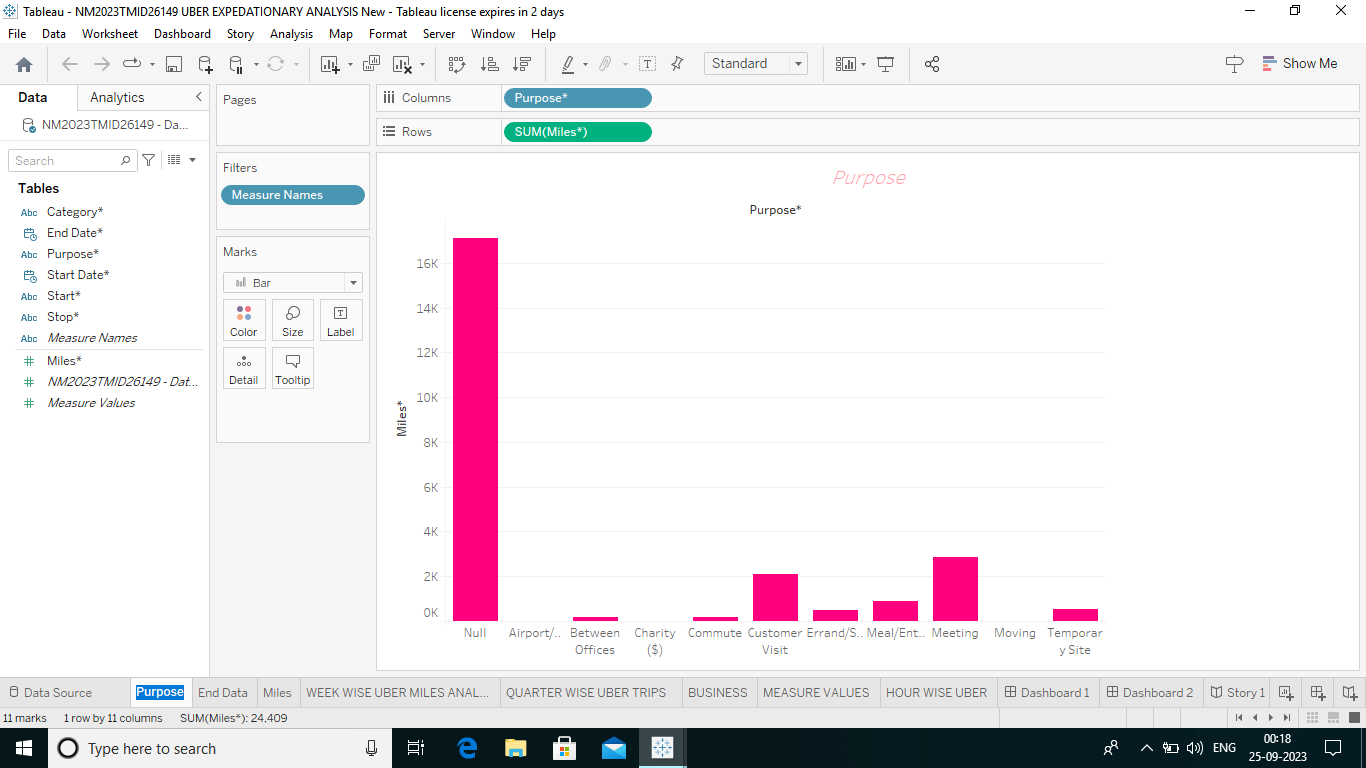 Tableau - NM2023TMID26149 UBER EXPEDATIONARY ANALYSIS New - Tableau license expires in 2 days
File Data Worksheet Dashboard Story Analysis Map Format Server Window Help
Standard
Show Me
Data
Analytics
NM2023TMID26149 - Da...
Search
Tables
Abc Category*
End Date*
Abc Purpose*
Start Date*
Abc Start*
Abc Stop*
Abc Measure Names
# Miles*
# NM2023TMID26149 - Dat...
# Measure Values
Pages
Filters
Measure Names
Marks
Bar
Color Size Label
Detail Tooltip
Columns
Purpose*
Rows
SUM(Miles*)
Purpose
Purpose*
Miles*
16K
14K
12K
10K
8K
6K
4K
2K
0K
Null Airport/.. Between Offices Charity ($) Commute Customer Visit Errand/S.. Meal/Ent.. Meeting Moving Temporary Site
Data Source Purpose End Data Miles WEEK WISE UBER MILES ANAL... QUARTER WISE UBER TRIPS BUSINESS MEASURE VALUES HOUR WISE UBER Dashboard 1 Dashboard 2 Story 1
11 marks 1 row by 11 columns SUM(Miles*): 24,409
Type here to search
ENG
00:18
25-09-2023